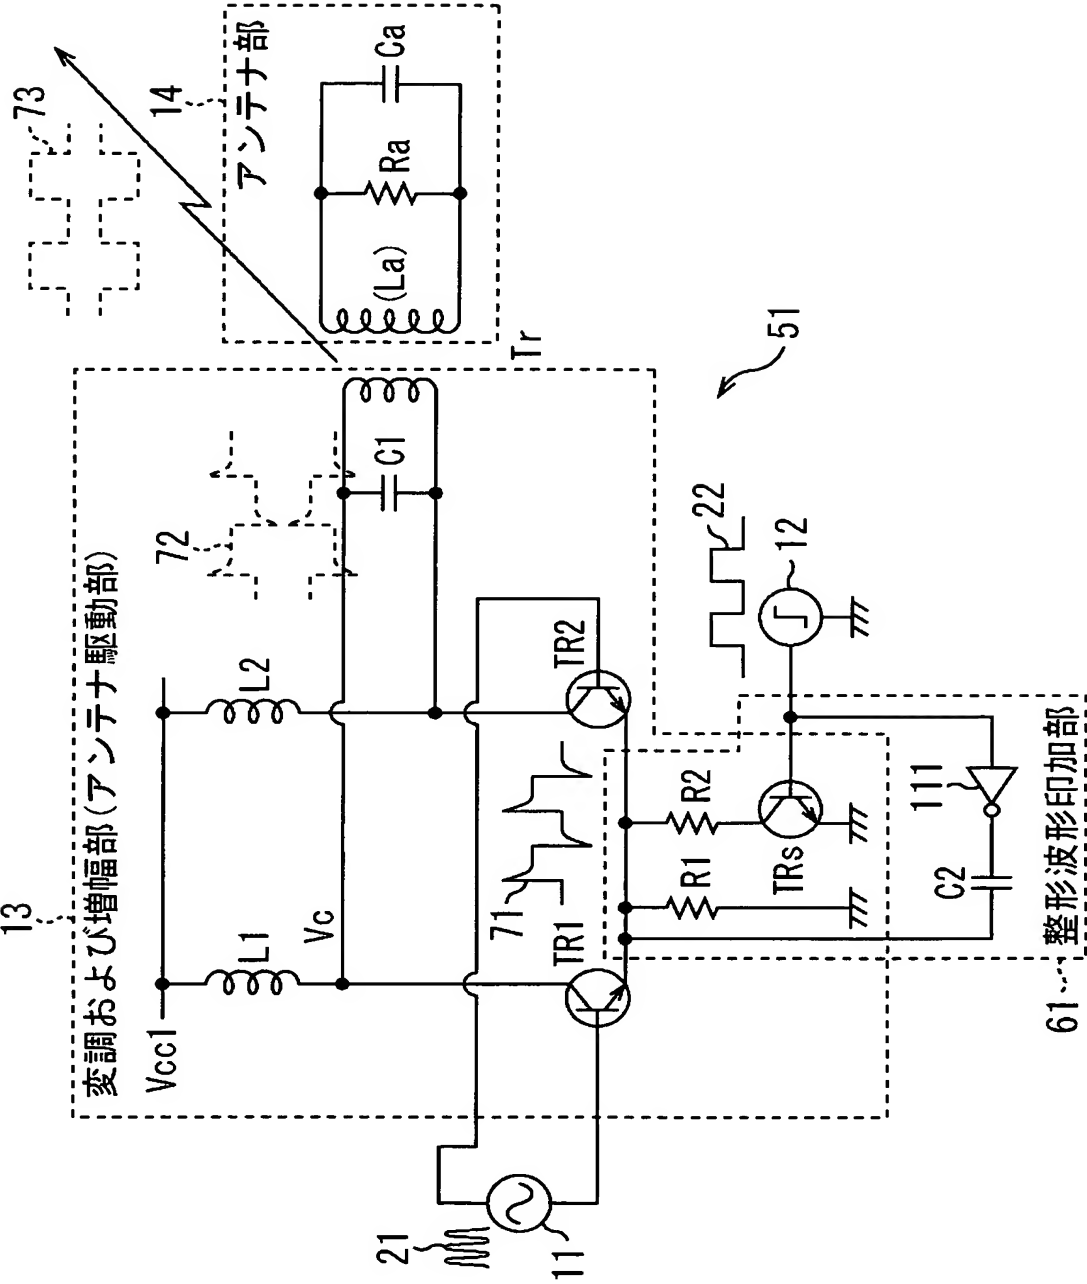 13
変調および増幅部(アンテナ駆動部)
Vcc1
L1
L2
Vc
72
C1
73
14
アンテナ部
(La)
Ra
Ca
Tr
21
11
TR1
71
TR2
R1
R2
TRs
22
12
51
C2
111
61
整形波形印加部